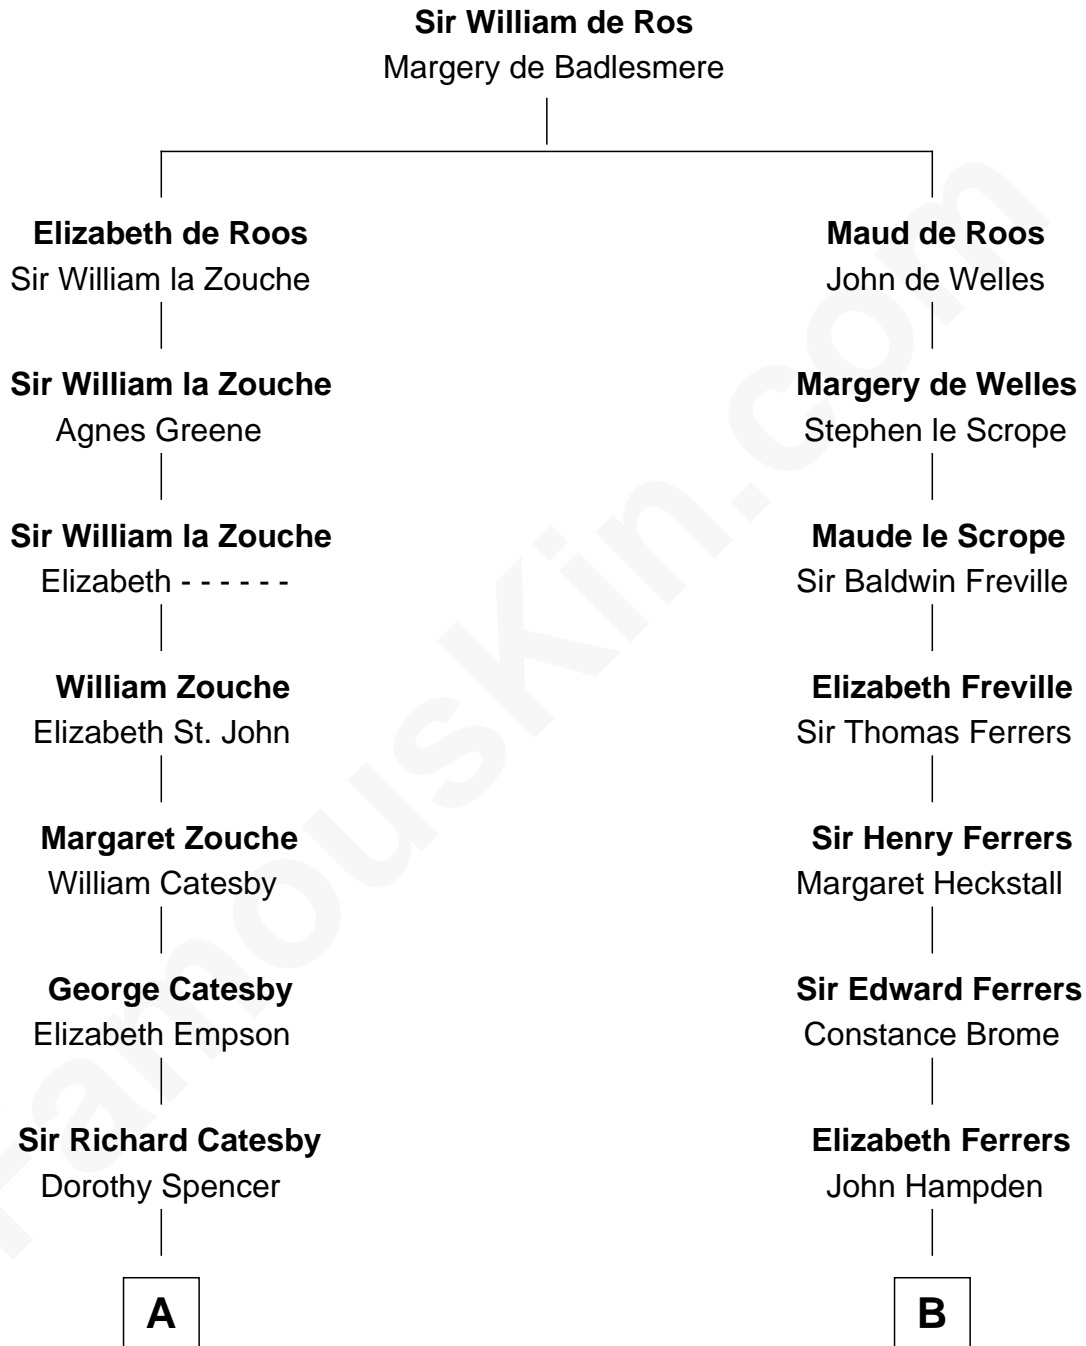 Sir William de Ros
Margery de Badlesmere
Elizabeth de Roos
Sir William la Zouche
Maud de Roos
John de Welles
Sir William la Zouche
Agnes Greene
Margery de Welles
Stephen le Scrope
Sir William la Zouche
Elizabeth - - - - - -
Maude le Scrope
Sir Baldwin Freville
William Zouche
Elizabeth St. John
Elizabeth Freville
Sir Thomas Ferrers
Margaret Zouche
William Catesby
Sir Henry Ferrers
Margaret Heckstall
George Catesby
Elizabeth Empson
Sir Edward Ferrers
Constance Brome
Sir Richard Catesby
Dorothy Spencer
Elizabeth Ferrers
John Hampden
A
B
FamousKin.com